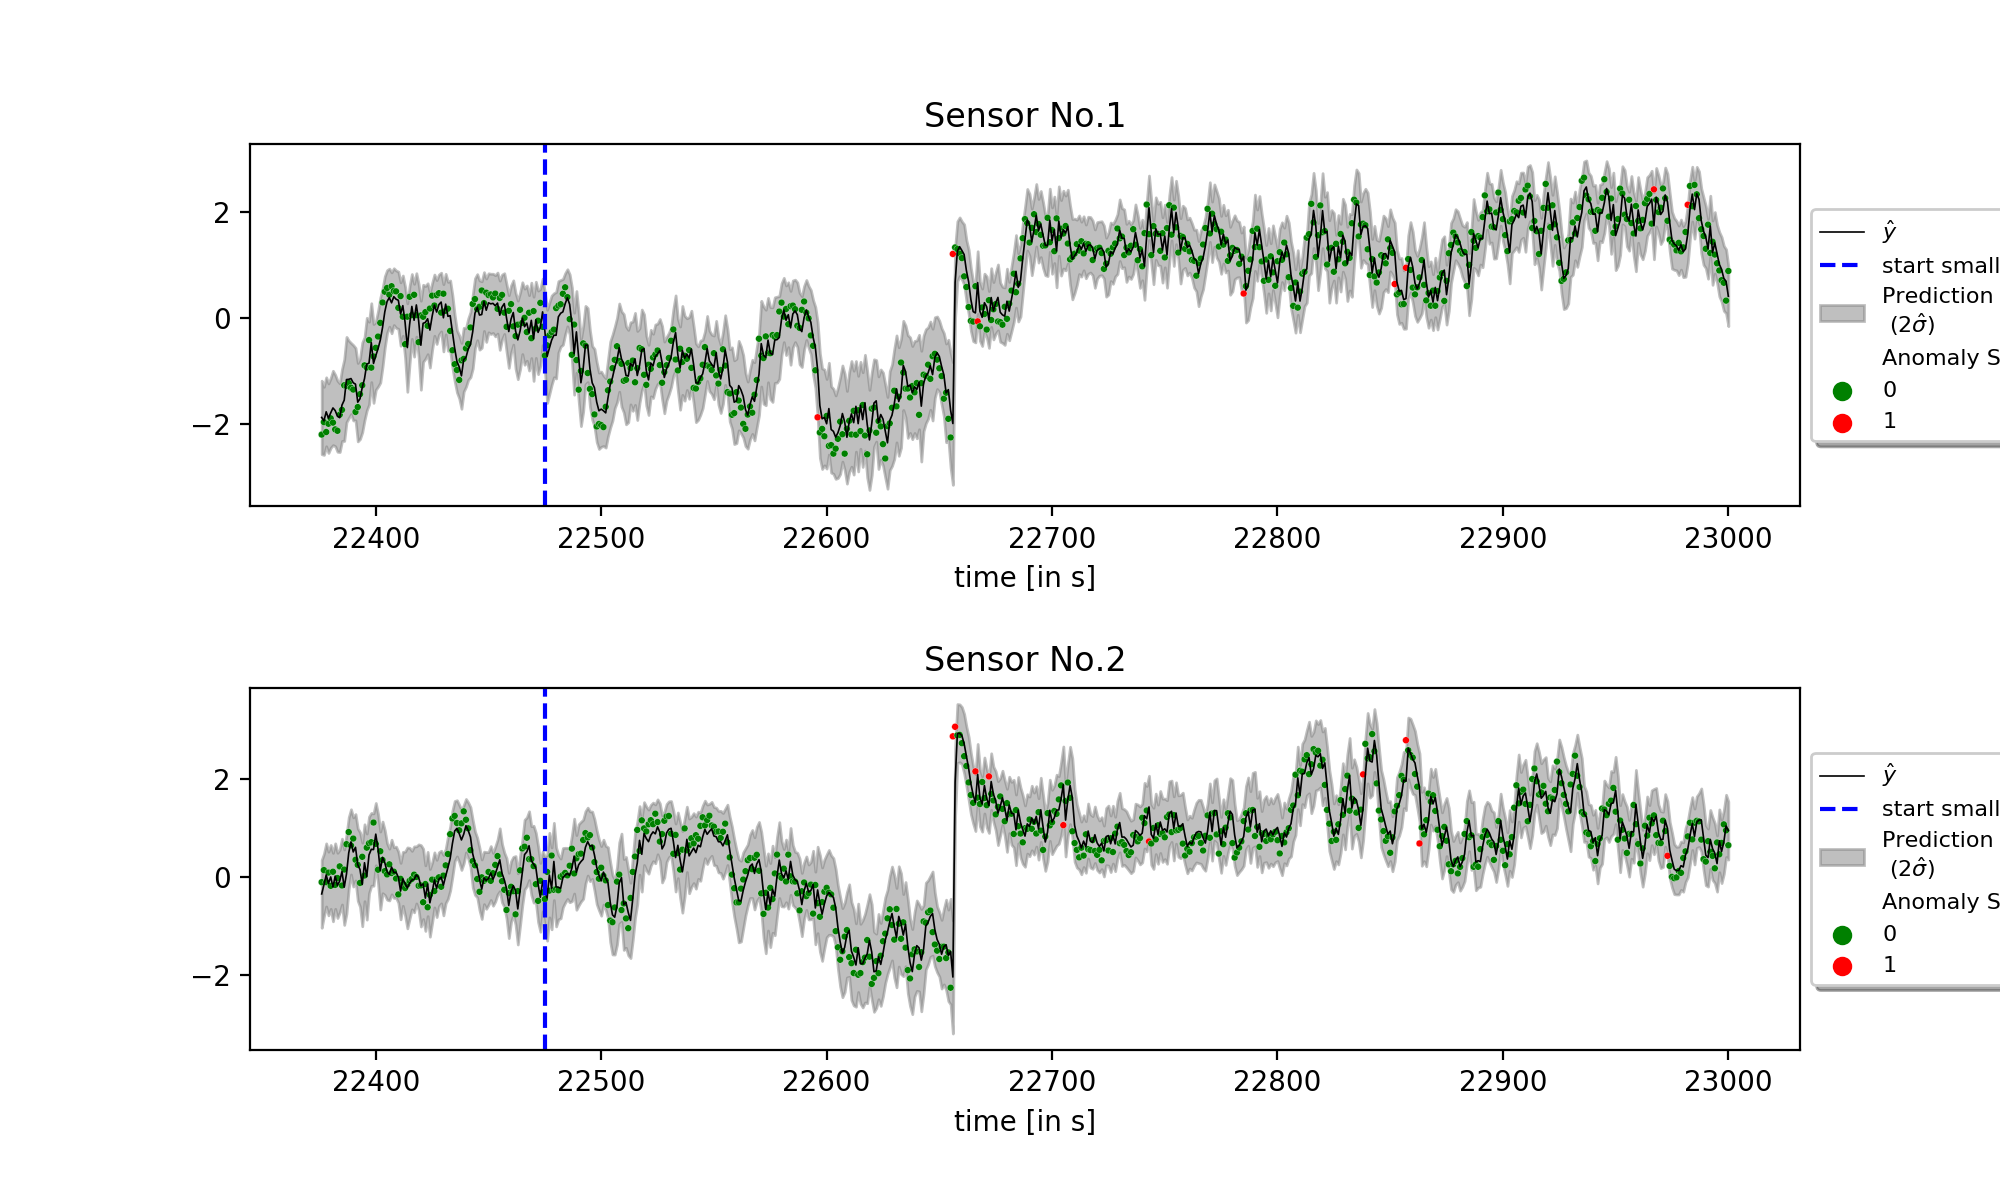 Sensor No.1
2
0
−2
22400 22500 22600 22700 22800 22900 23000
time [in s]
ŷ
start small
Prediction
(2σ̂)
Anomaly S
0
1
Sensor No.2
2
0
−2
22400 22500 22600 22700 22800 22900 23000
time [in s]
ŷ
start small
Prediction
(2σ̂)
Anomaly S
0
1